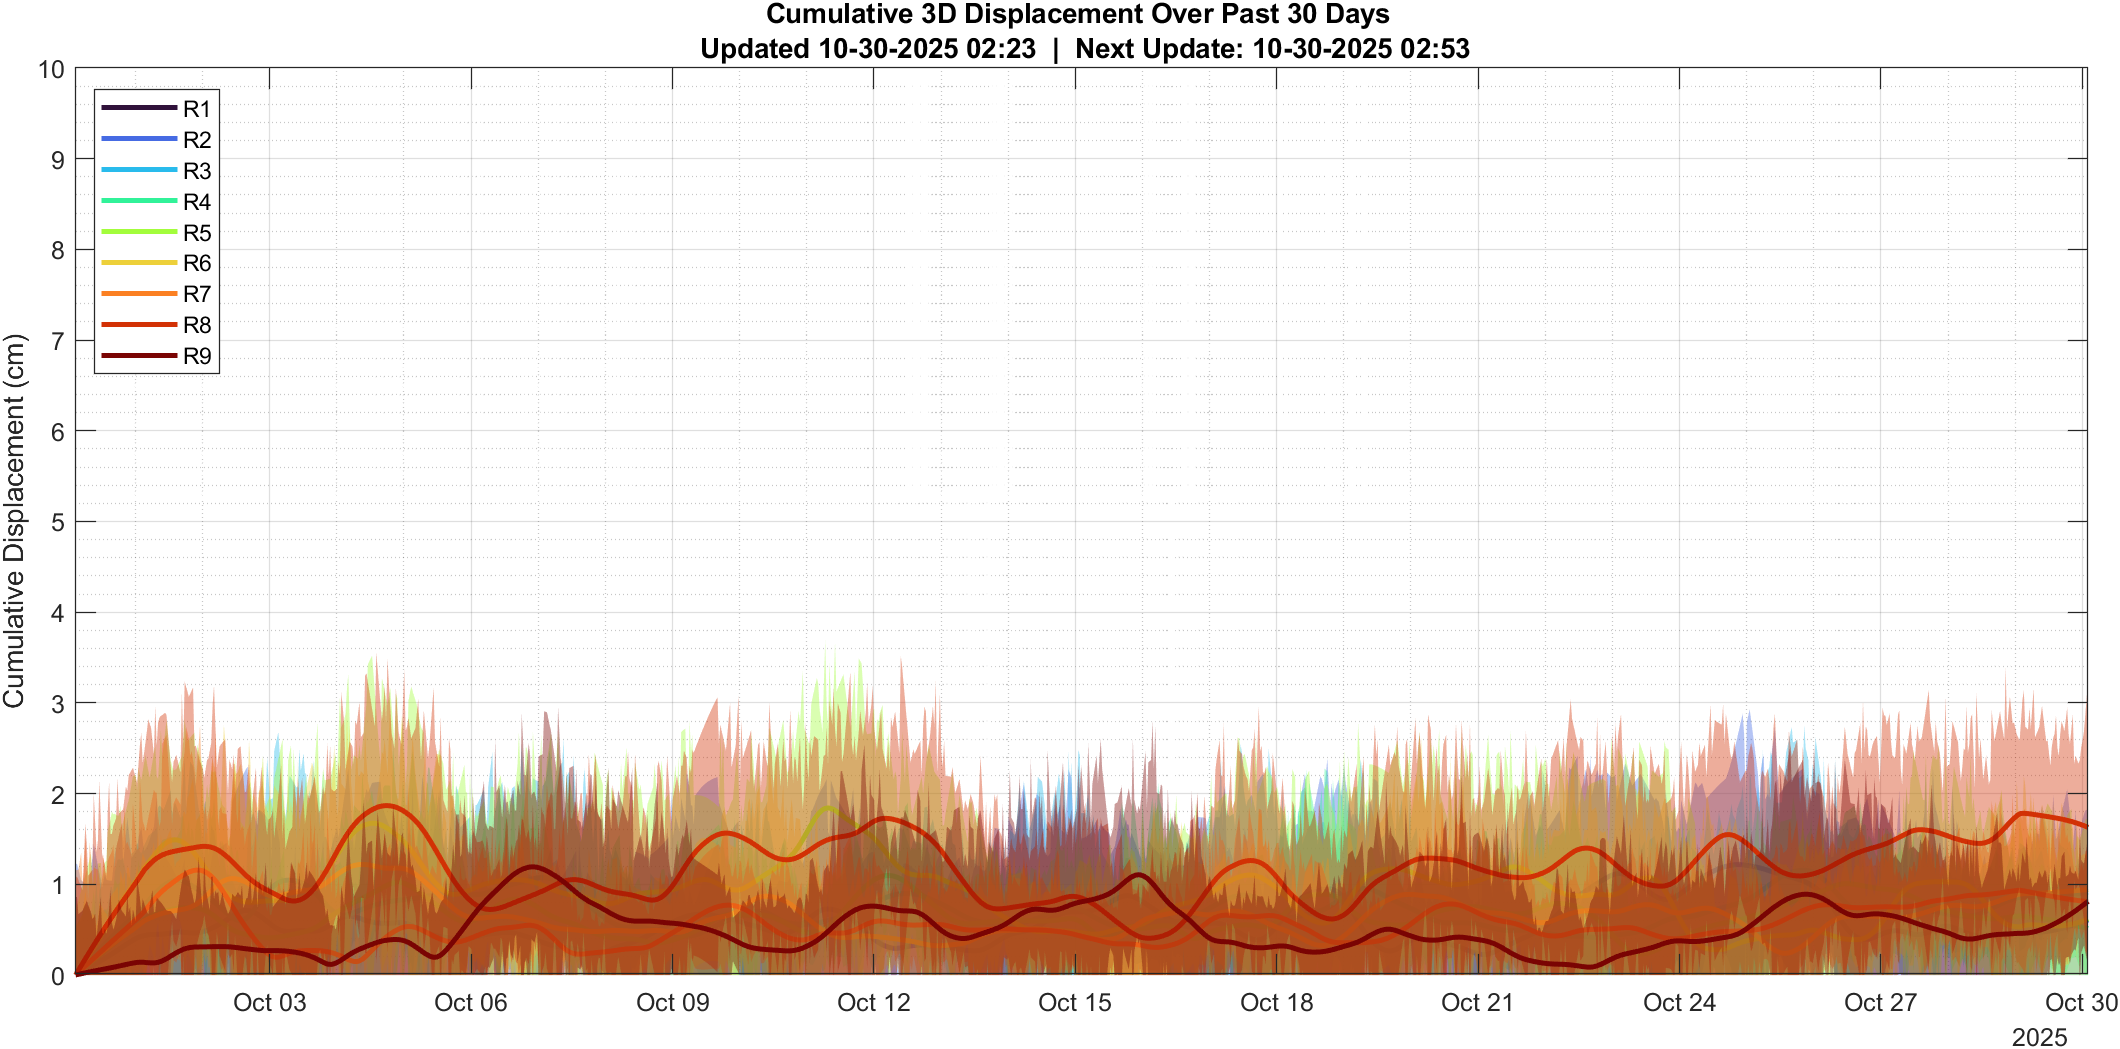 Cumulative 3D Displacement Over Past 30 Days
Updated 10-30-2025 02:23 | Next Update: 10-30-2025 02:53
Cumulative Displacement (cm)
10
9
8
7
6
5
4
3
2
1
0
R1
R2
R3
R4
R5
R6
R7
R8
R9
Oct 03
Oct 06
Oct 09
Oct 12
Oct 15
Oct 18
Oct 21
Oct 24
Oct 27
Oct 30
2025